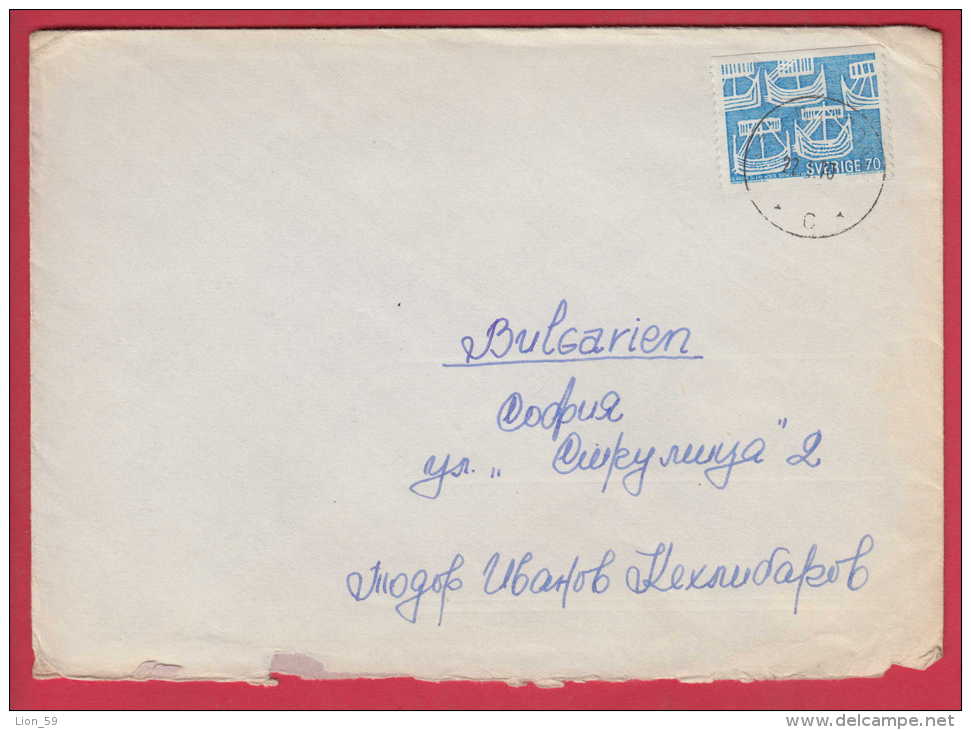 SVERIGE 70
C
Bulgarien
София
ул. „Скулица" 2
Тодор Иванов Кехлибаров
Lion_59
www.delcampe.net